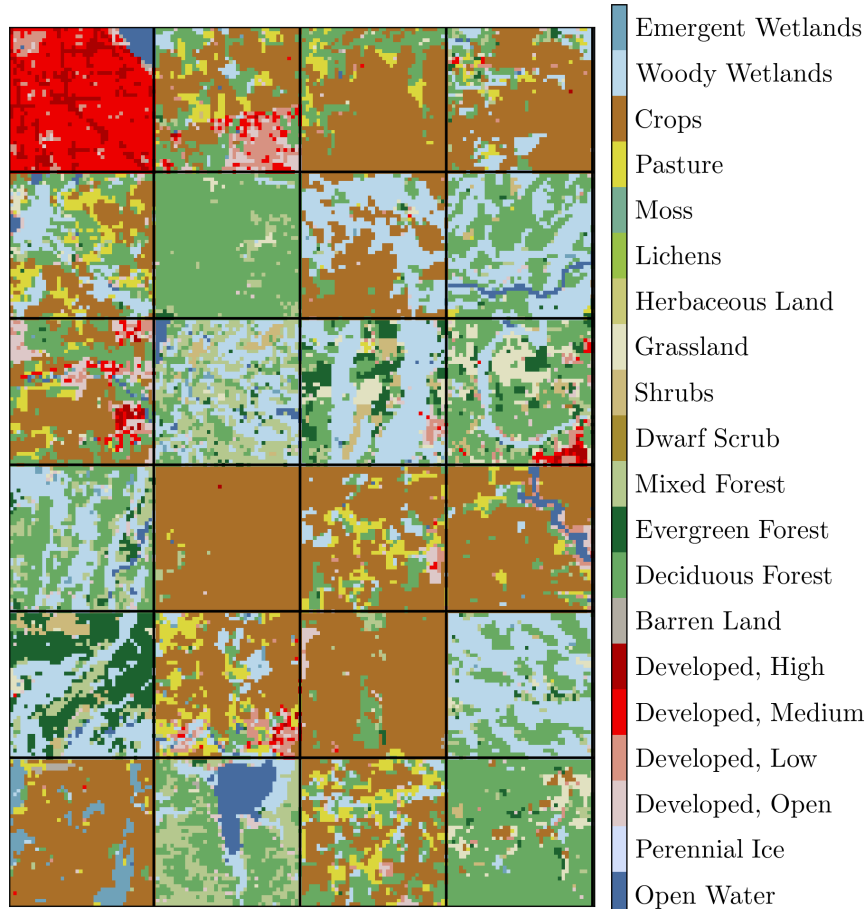 Emergent Wetlands
Woody Wetlands
Crops
Pasture
Moss
Lichens
Herbaceous Land
Grassland
Shrubs
Dwarf Scrub
Mixed Forest
Evergreen Forest
Deciduous Forest
Barren Land
Developed, High
Developed, Medium
Developed, Low
Developed, Open
Perennial Ice
Open Water